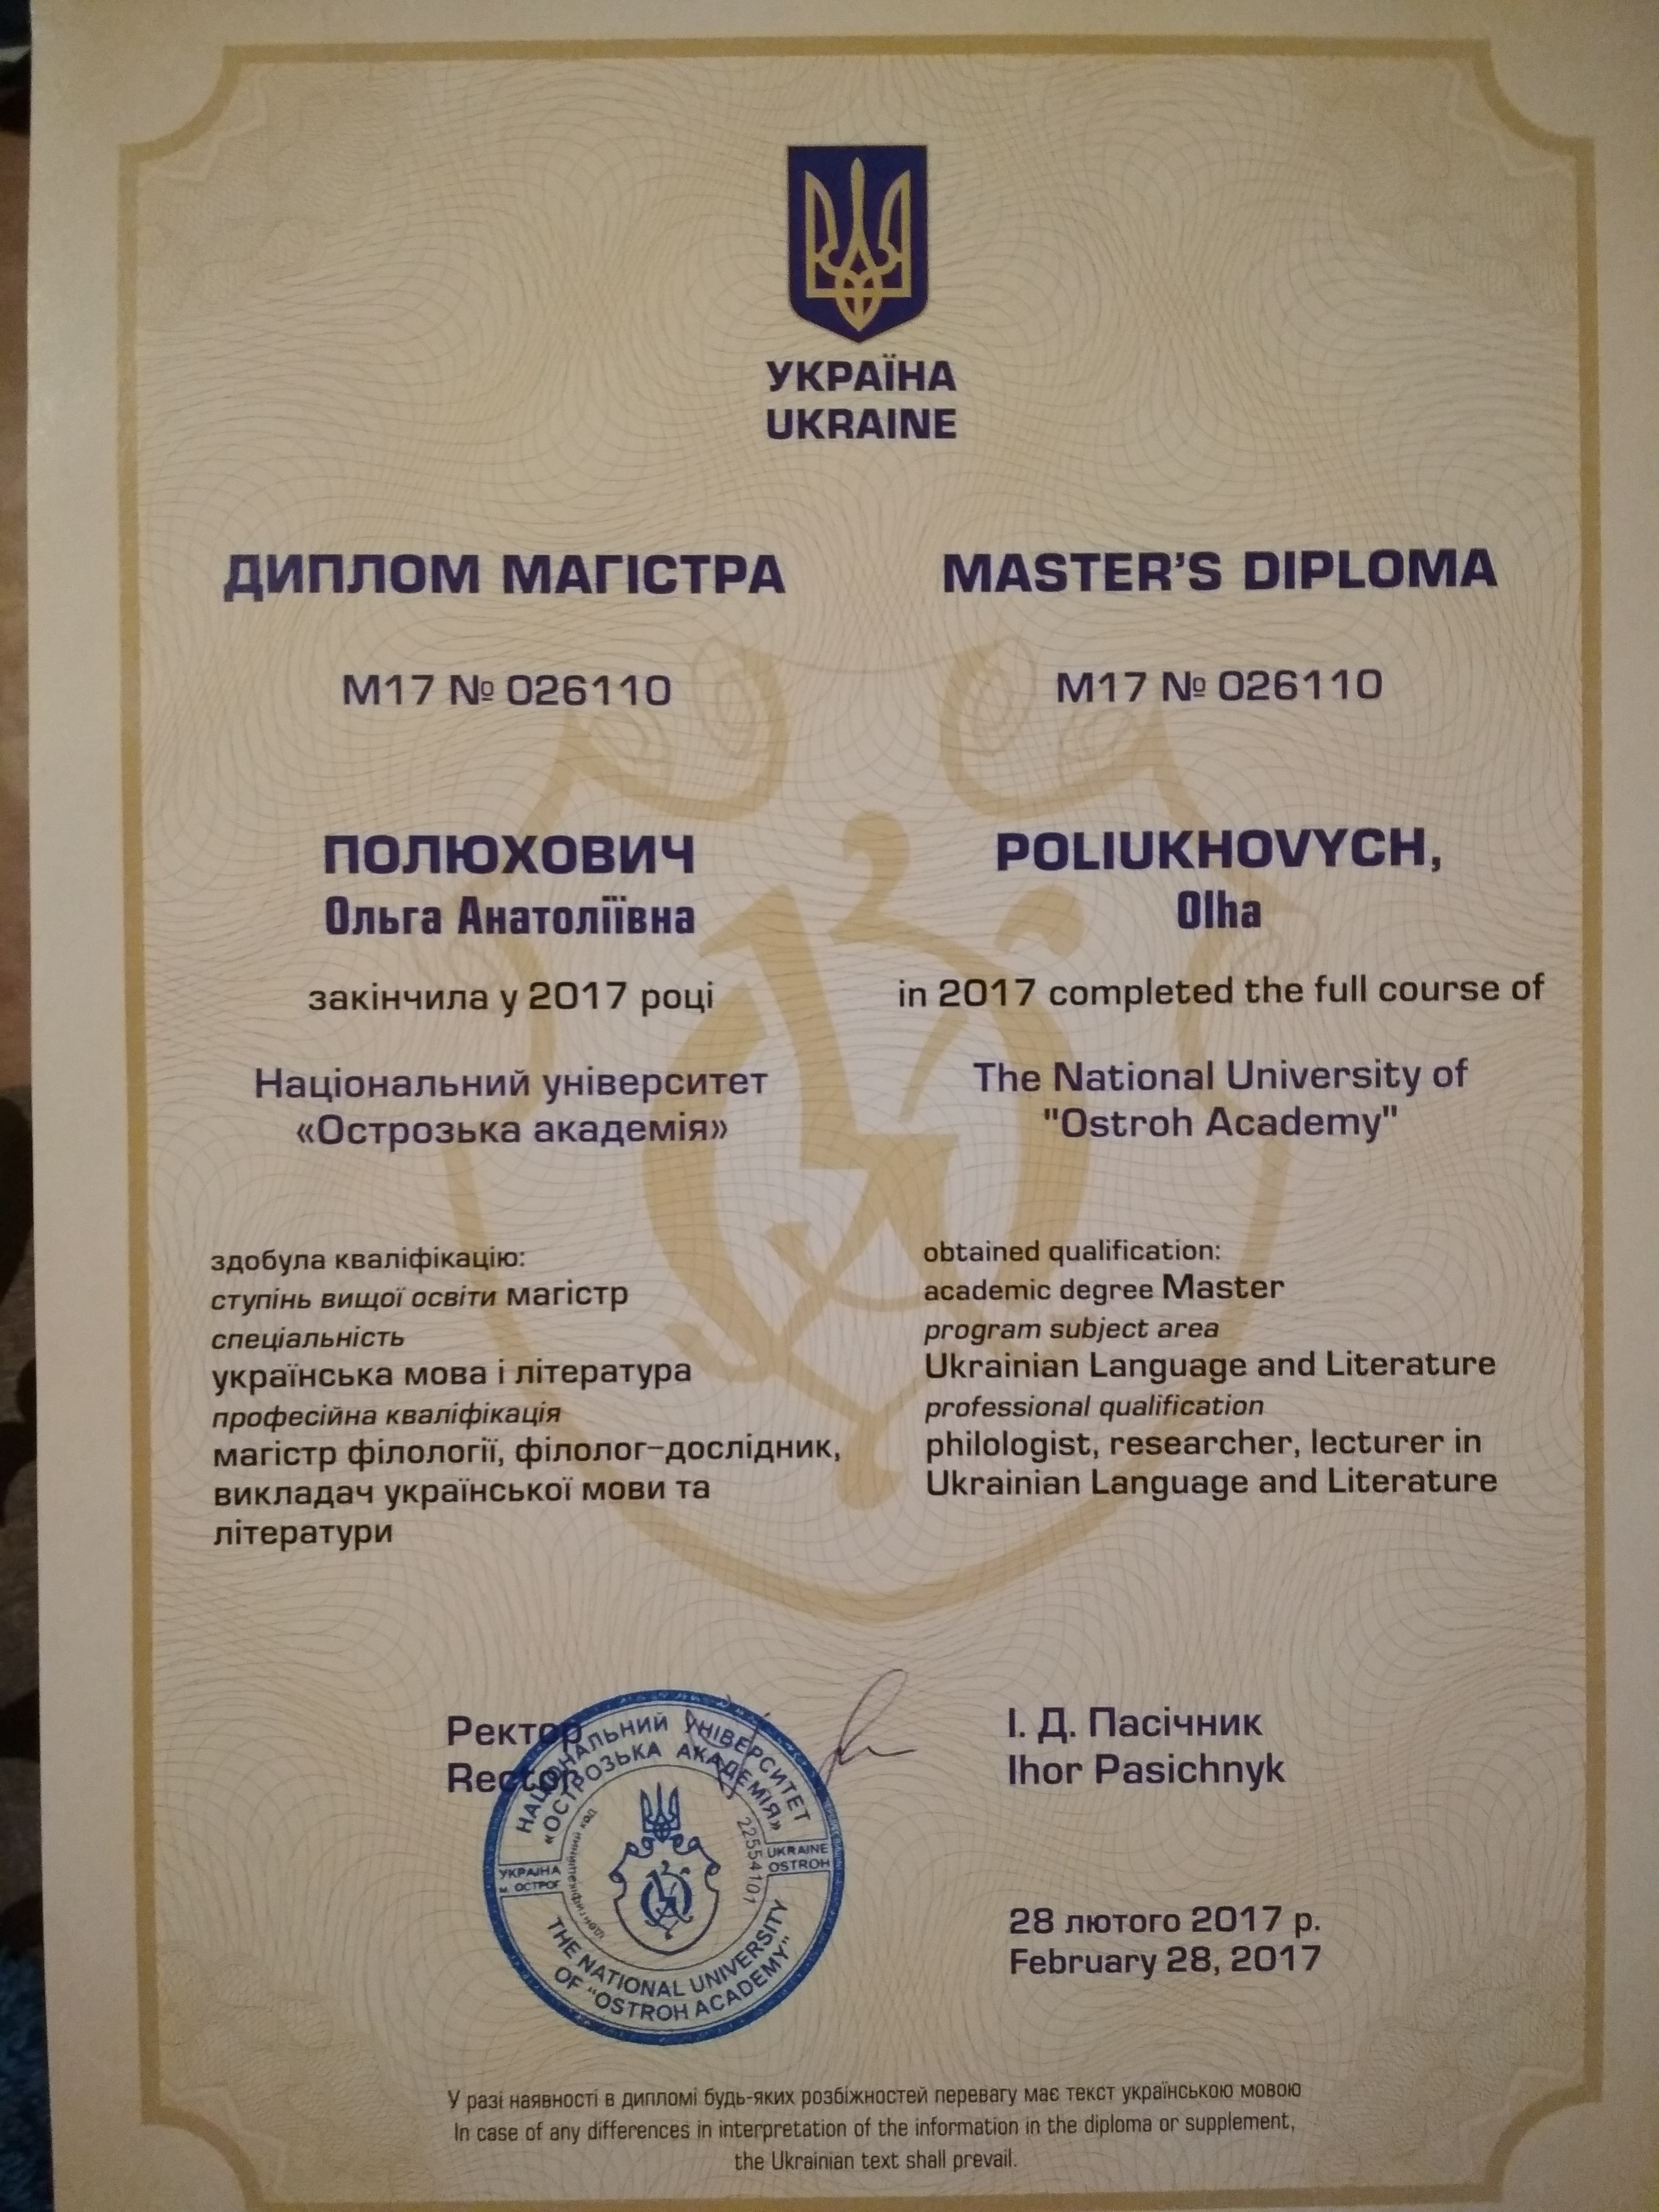 УКРАЇНА
UKRAINE
ДИПЛОМ МАГІСТРА
М17 № 026110
ПОЛЮХОВИЧ
Ольга Анатоліївна
закінчила у 2017 році
Національний університет
«Острозька академія»
здобула кваліфікацію:
ступінь вищої освіти магістр
спеціальність
українська мова і література
професійна кваліфікація
магістр філології, філолог–дослідник,
викладач української мови та
літератури
MASTER'S DIPLOMA
M17 № 026110
POLIUKHOVYCH,
Olha
in 2017 completed the full course of
The National University of
"Ostroh Academy"
obtained qualification:
academic degree Master
program subject area
Ukrainian Language and Literature
professional qualification
philologist, researcher, lecturer in
Ukrainian Language and Literature
Ректор
Rector
І. Д. Пасічник
Ihor Pasichnyk
НАЦІОНАЛЬНИЙ УНІВЕРСИТЕТ
«ОСТРОЗЬКА АКАДЕМІЯ»
ідентифікаційний код
22554101
УКРАЇНА
м. ОСТРОГ
UKRAINE
OSTROH
THE NATIONAL UNIVERSITY
OF "OSTROH ACADEMY"
28 лютого 2017 р.
February 28, 2017
У разі наявності в дипломі будь-яких розбіжностей перевагу має текст українською мовою
In case of any differences in interpretation of the information in the diploma or supplement,
the Ukrainian text shall prevail.